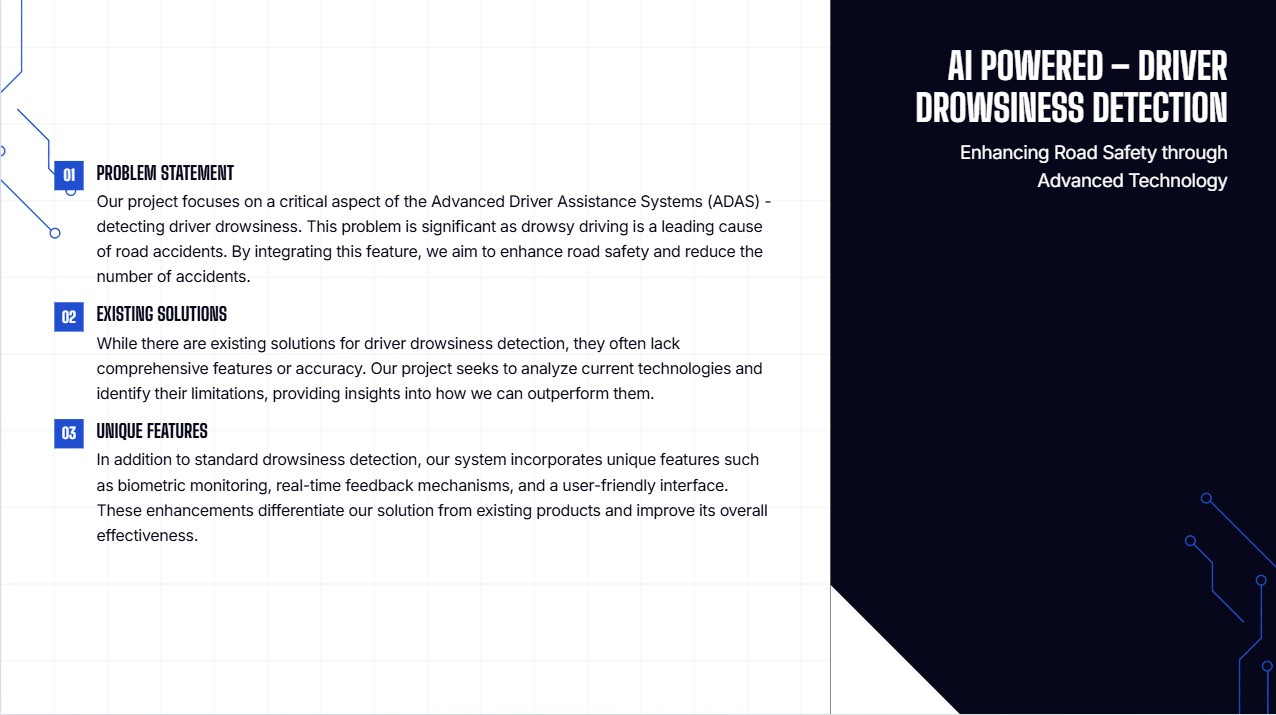 AI POWERED – DRIVER
DROWSINESS DETECTION
Enhancing Road Safety through
Advanced Technology
01 PROBLEM STATEMENT
Our project focuses on a critical aspect of the Advanced Driver Assistance Systems (ADAS) -
detecting driver drowsiness. This problem is significant as drowsy driving is a leading cause
of road accidents. By integrating this feature, we aim to enhance road safety and reduce the
number of accidents.
02 EXISTING SOLUTIONS
While there are existing solutions for driver drowsiness detection, they often lack
comprehensive features or accuracy. Our project seeks to analyze current technologies and
identify their limitations, providing insights into how we can outperform them.
03 UNIQUE FEATURES
In addition to standard drowsiness detection, our system incorporates unique features such
as biometric monitoring, real-time feedback mechanisms, and a user-friendly interface.
These enhancements differentiate our solution from existing products and improve its overall
effectiveness.